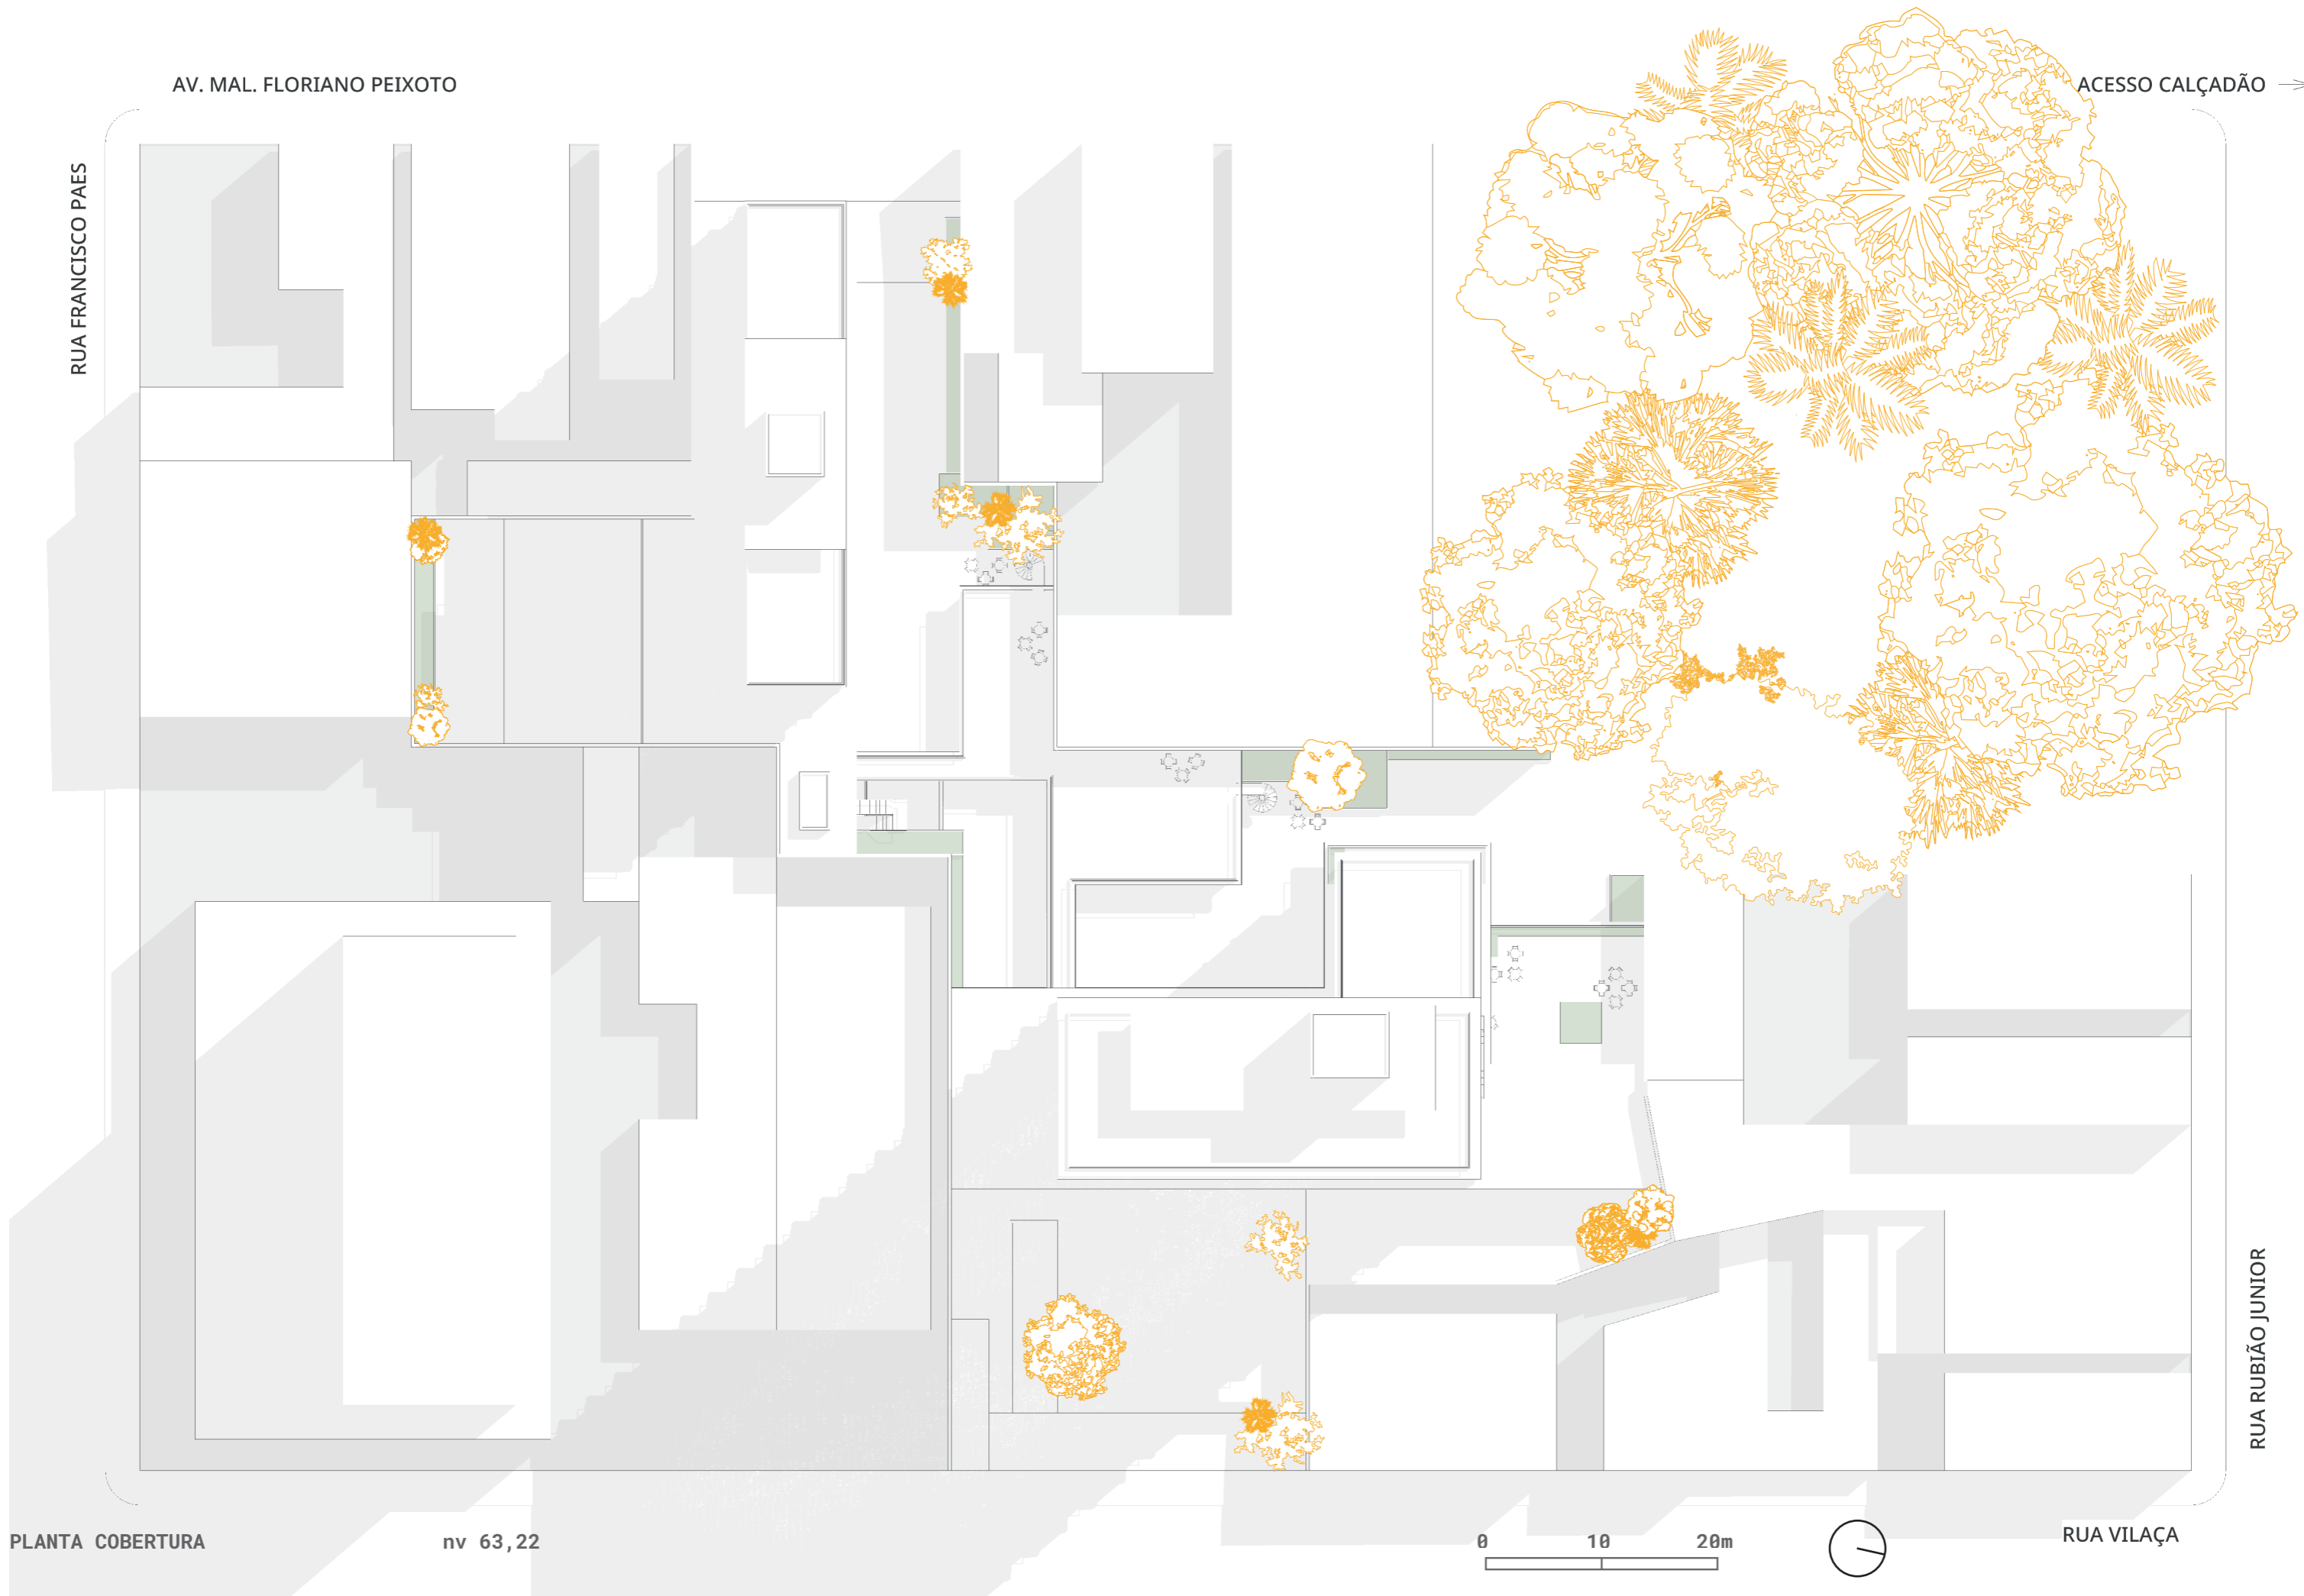 AV. MAL. FLORIANO PEIXOTO
ACESSO CALÇADÃO
RUA FRANCISCO PAES
RUA RUBIÃO JUNIOR
PLANTA COBERTURA
nv 63,22
0 10 20m
RUA VILAÇA